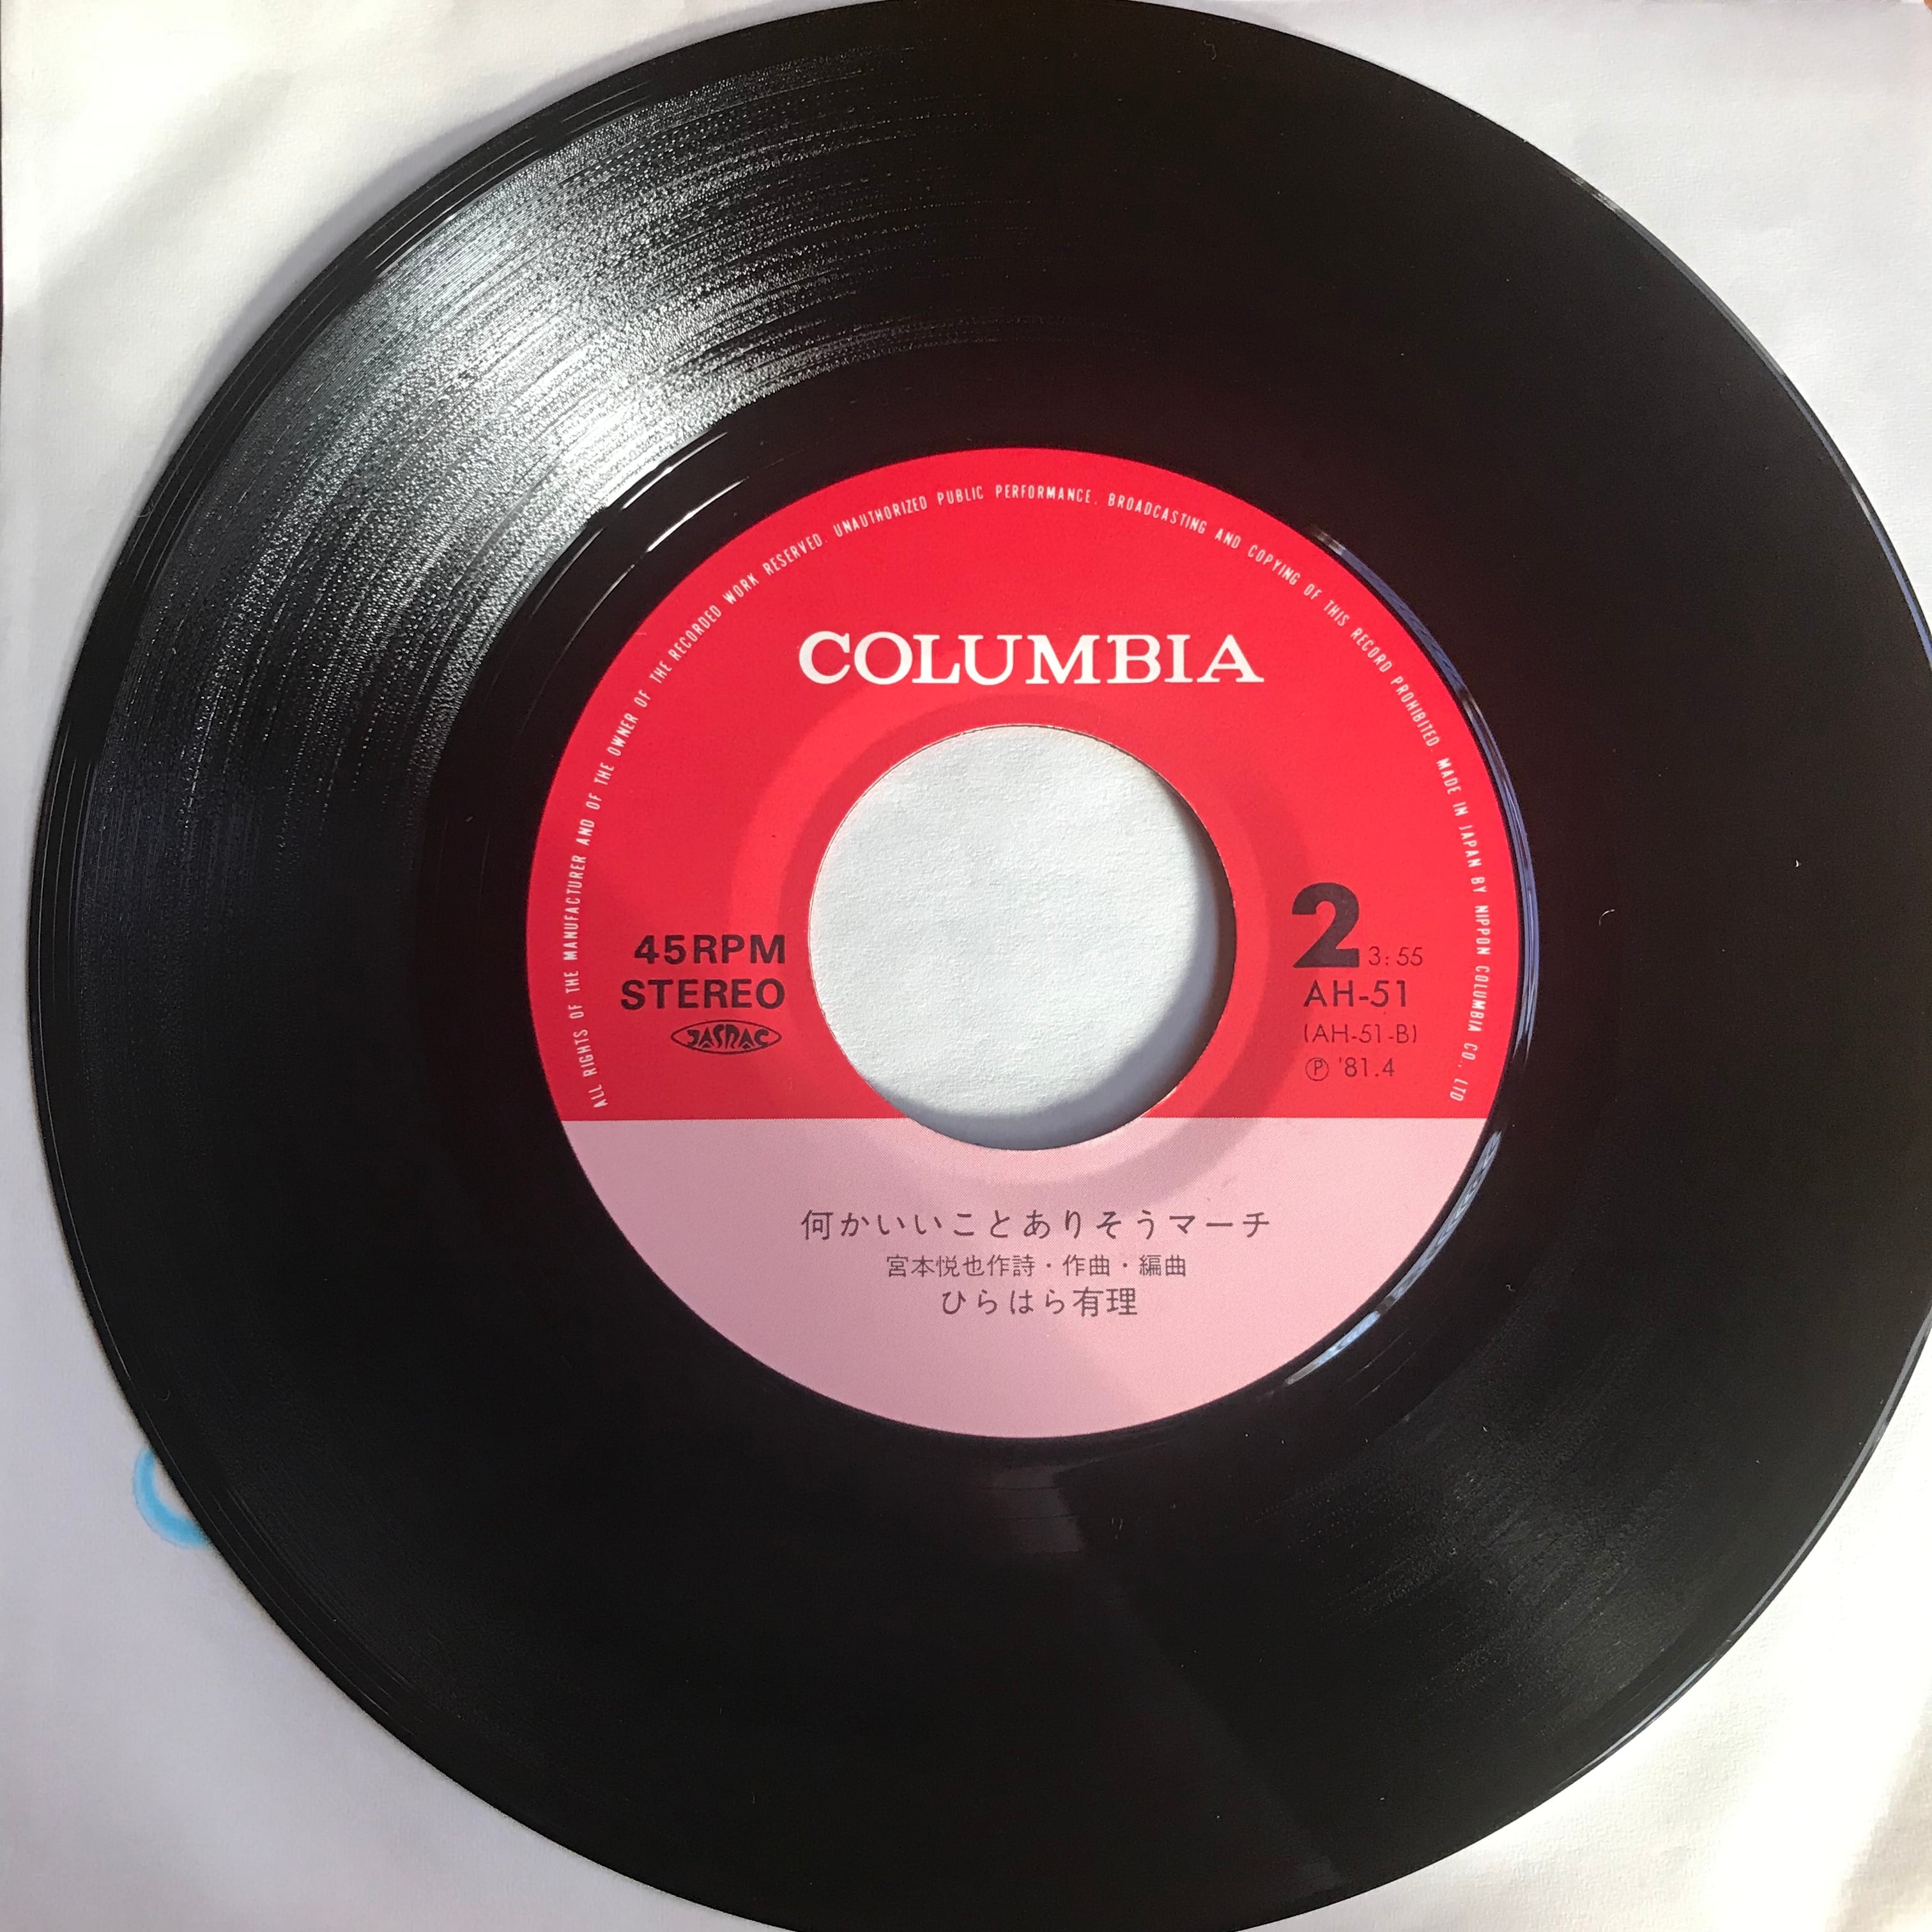 ALL RIGHTS OF THE MANUFACTURER AND OF THE OWNER OF THE RECORDED WORK RESERVED. UNAUTHORIZED PUBLIC PERFORMANCE. BROADCASTING AND COPYING OF THIS RECORD PROHIBITED. MADE IN JAPAN BY NIPPON COLUMBIA CO., LTD
COLUMBIA
45RPM
STEREO
JASRAC
2 3:55
AH-51
(AH-51-B)
Ⓟ '81.4
何かいいことありそうマーチ
宮本悦也作詩・作曲・編曲
ひらはら有理